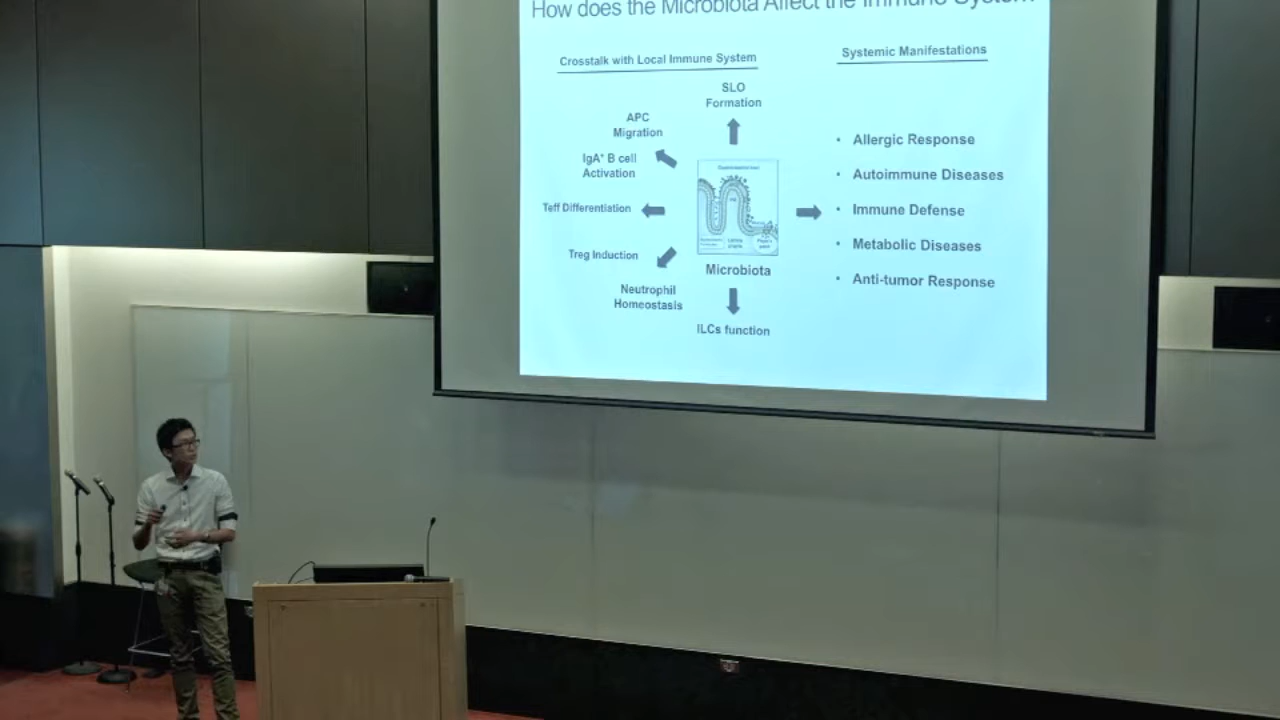 How does the Microbiota Affect the Immune System
Crosstalk with Local Immune System
SLO
Formation
APC
Migration
IgA⁺ B cell
Activation
Teff Differentiation
Treg Induction
Neutrophil
Homeostasis
Microbiota
ILCs function
Systemic Manifestations
• Allergic Response
• Autoimmune Diseases
• Immune Defense
• Metabolic Diseases
• Anti-tumor Response